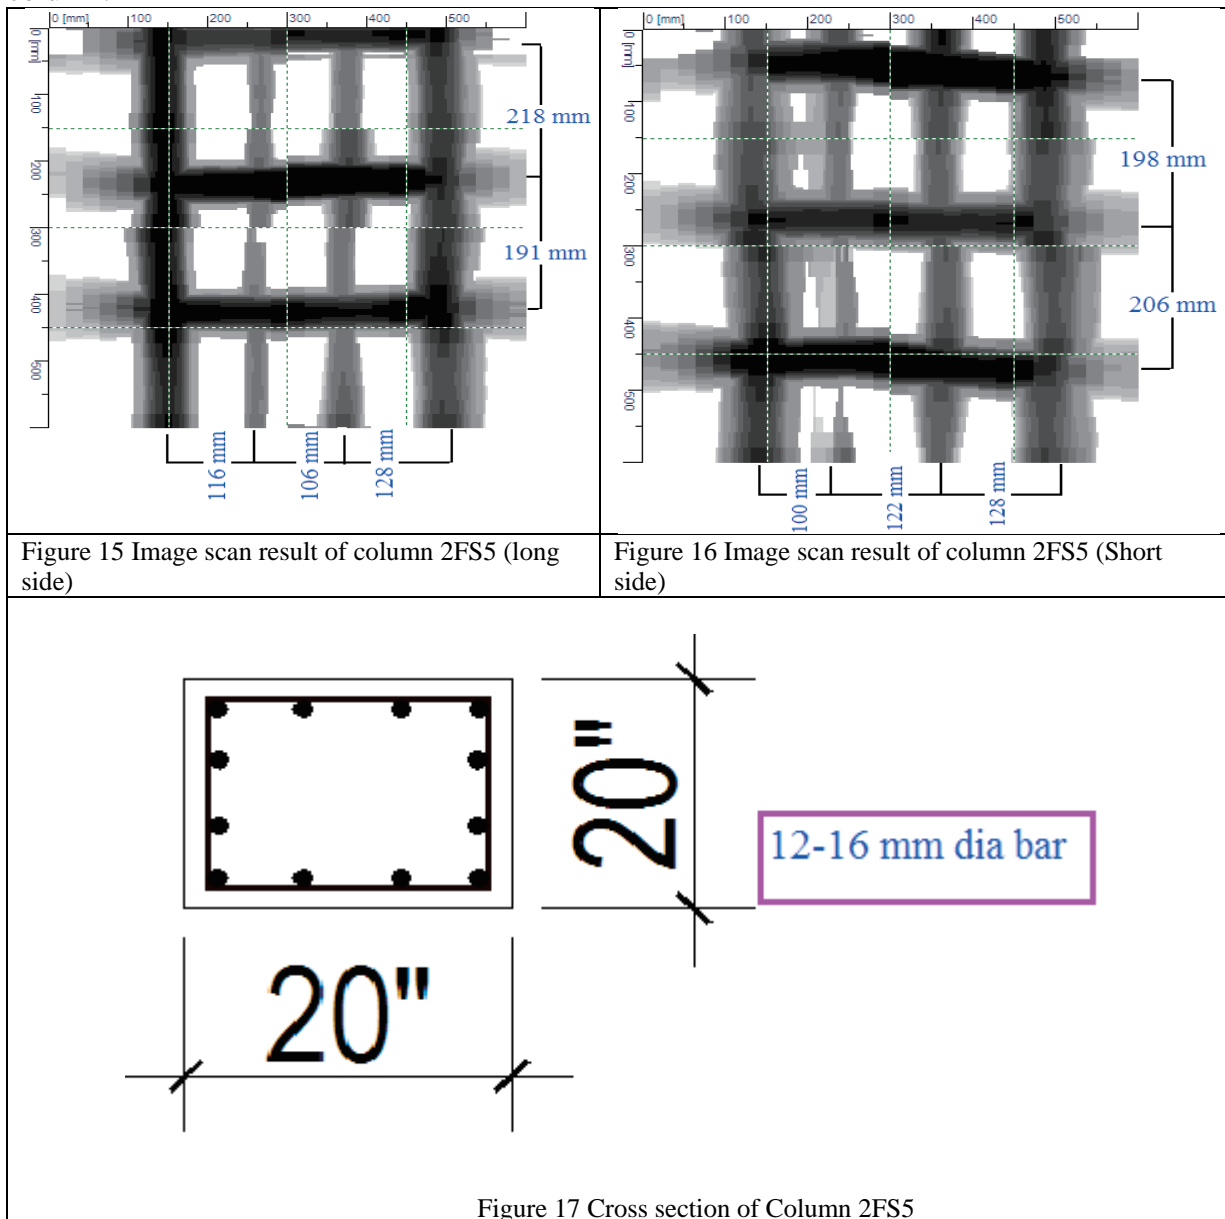 0 [mm] 100 200 300 400 500
0 [mm] 100 200 300 400 500
218 mm
191 mm
116 mm 106 mm 128 mm
0 [mm] 100 200 300 400 500
0 [mm] 100 200 300 400 500
198 mm
206 mm
100 mm 122 mm 128 mm
Figure 15 Image scan result of column 2FS5 (long
side)
Figure 16 Image scan result of column 2FS5 (Short
side)
20"
12-16 mm dia bar
20"
Figure 17 Cross section of Column 2FS5